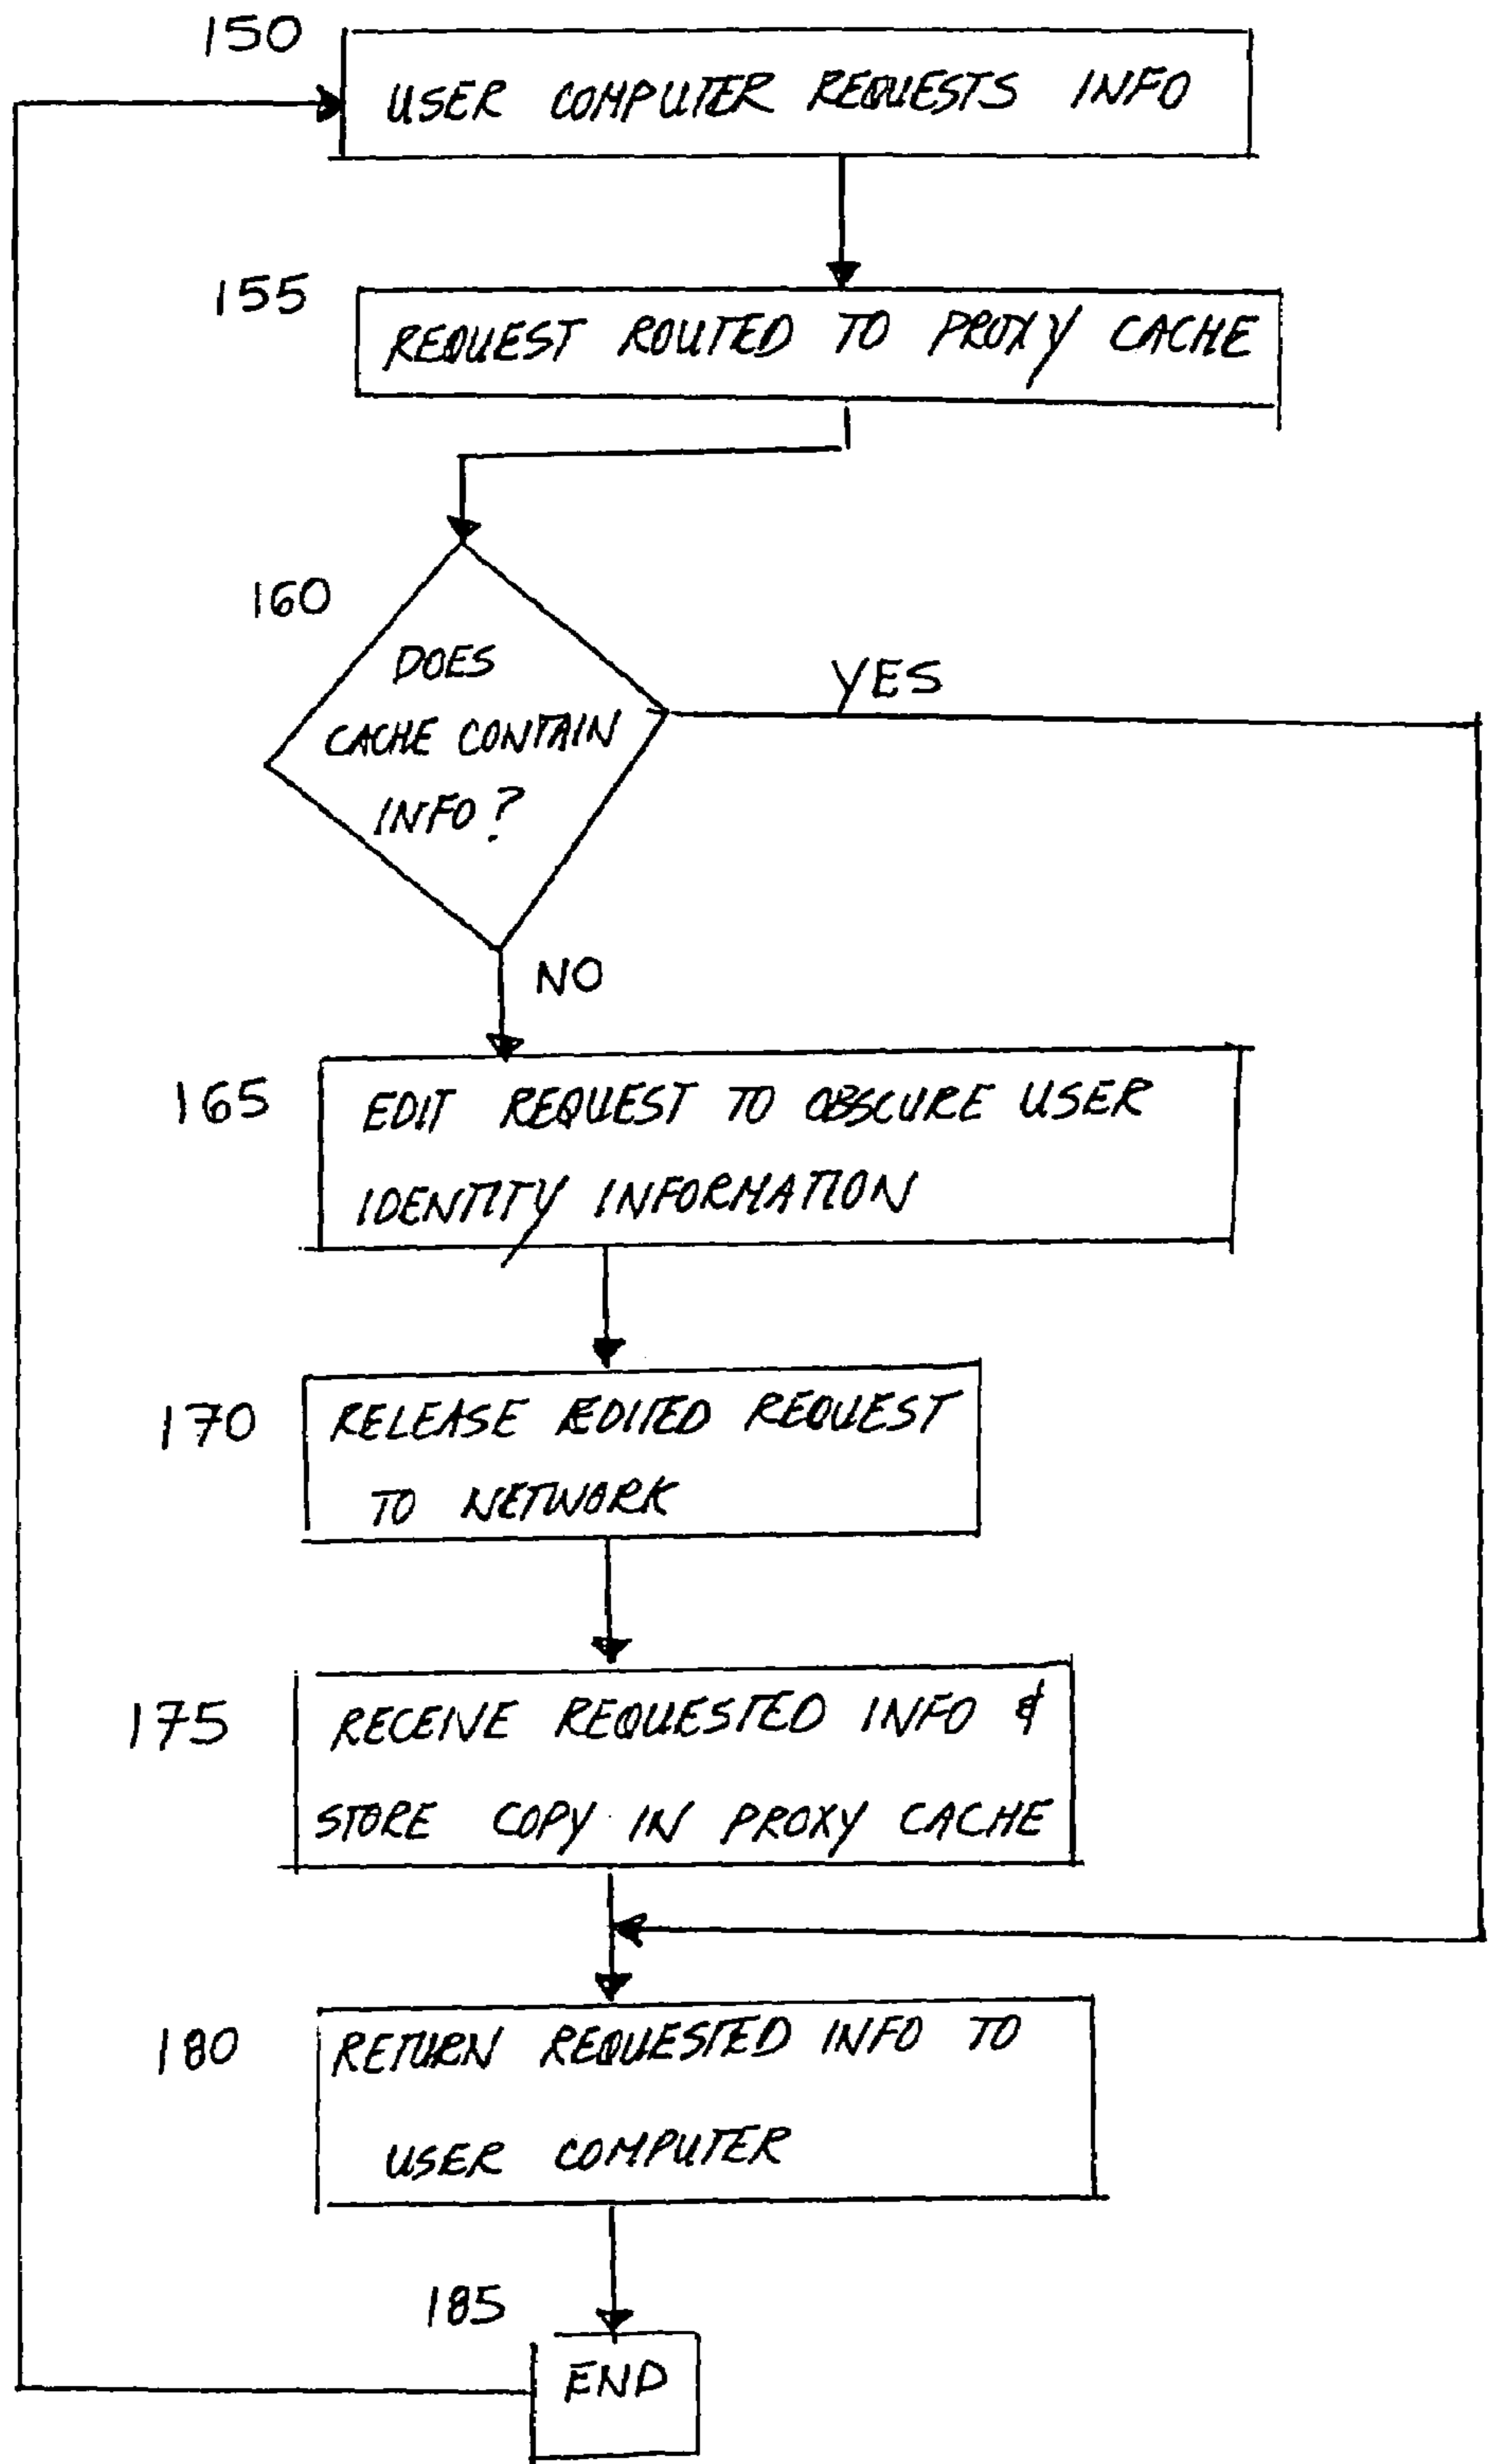 150
USER COMPUTER REQUESTS INFO
155
REQUEST ROUTED TO PROXY CACHE
160
DOES
CACHE CONTAIN
INFO?
YES
NO
165
EDIT REQUEST TO OBSCURE USER
IDENTITY INFORMATION
170
RELEASE EDITED REQUEST
TO NETWORK
175
RECEIVE REQUESTED INFO &
STORE COPY IN PROXY CACHE
180
RETURN REQUESTED INFO TO
USER COMPUTER
185
END